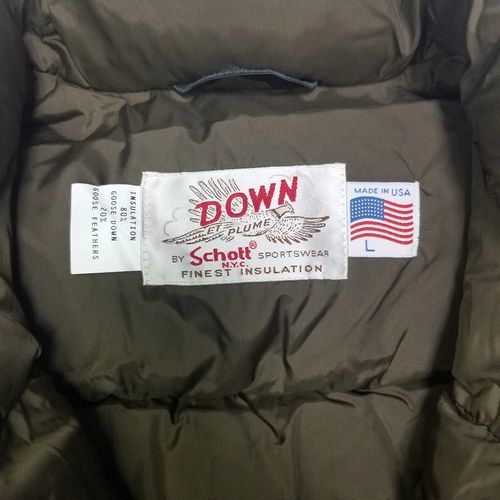 INSULATION
80%
GOOSE DOWN
20%
GOOSE FEATHERS
DOWN
ET PLUME
BY Schott® SPORTSWEAR
N.Y.C.
FINEST INSULATION
MADE IN USA
L